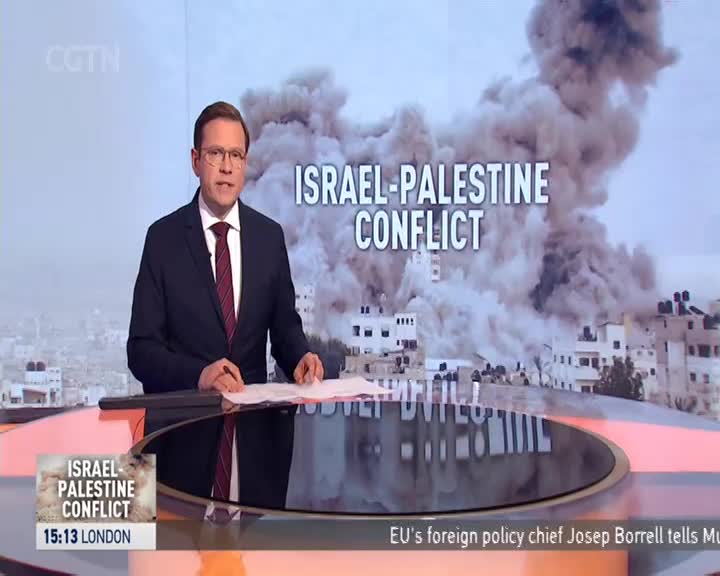 CGTN
ISRAEL-PALESTINE
CONFLICT
ISRAEL-
PALESTINE
CONFLICT
15:13 LONDON
EU's foreign policy chief Josep Borrell tells Mu